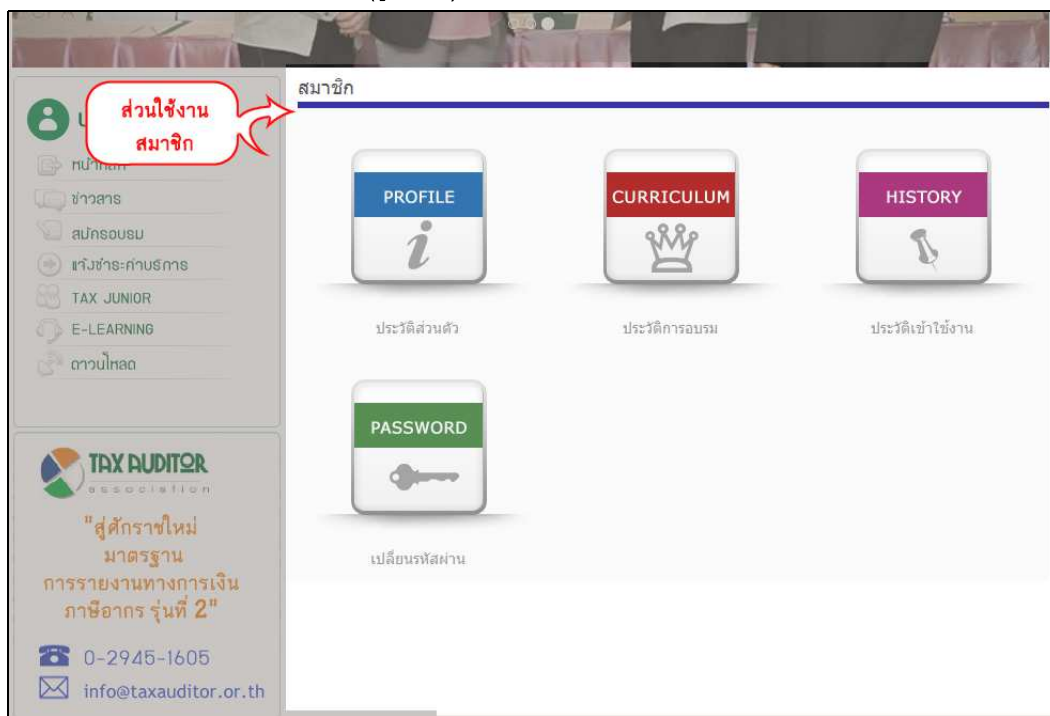 สมาชิก
ส่วนใช้งาน
สมาชิก
ข่าวสาร
สมัครอบรม
แจ้งชำระค่าบริการ
TAX JUNIOR
E-LEARNING
ดาวน์โหลด
PROFILE
CURRICULUM
HISTORY
ประวัติส่วนตัว
ประวัติการอบรม
ประวัติเข้าใช้งาน
PASSWORD
เปลี่ยนรหัสผ่าน
TAX AUDITOR
association
"สู่ศักราชใหม่
มาตรฐาน
การรายงานทางการเงิน
ภาษีอากร รุ่นที่ 2"
0-2945-1605
info@taxauditor.or.th